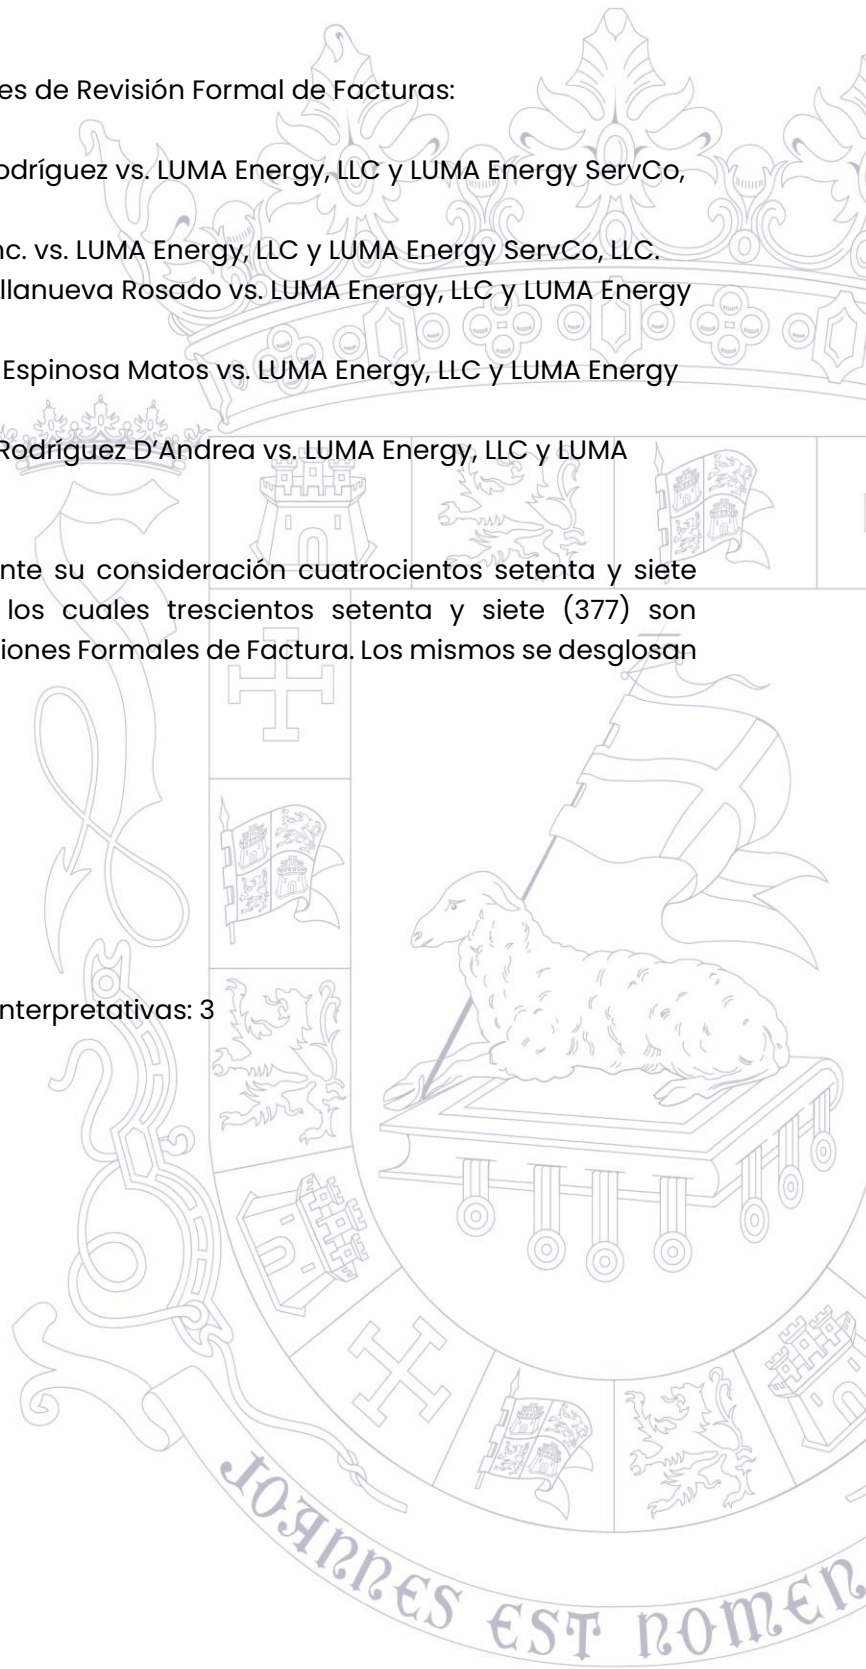 es de Revisión Formal de Facturas:
odríguez vs. LUMA Energy, LLC y LUMA Energy ServCo,
nc. vs. LUMA Energy, LLC y LUMA Energy ServCo, LLC.
llanueva Rosado vs. LUMA Energy, LLC y LUMA Energy
Espinosa Matos vs. LUMA Energy, LLC y LUMA Energy
Rodríguez D’Andrea vs. LUMA Energy, LLC y LUMA
nte su consideración cuatrocientos setenta y siete
los cuales trescientos setenta y siete (377) son
iones Formales de Factura. Los mismos se desglosan
nterpretativas: 3
JOANNES EST NOMEN